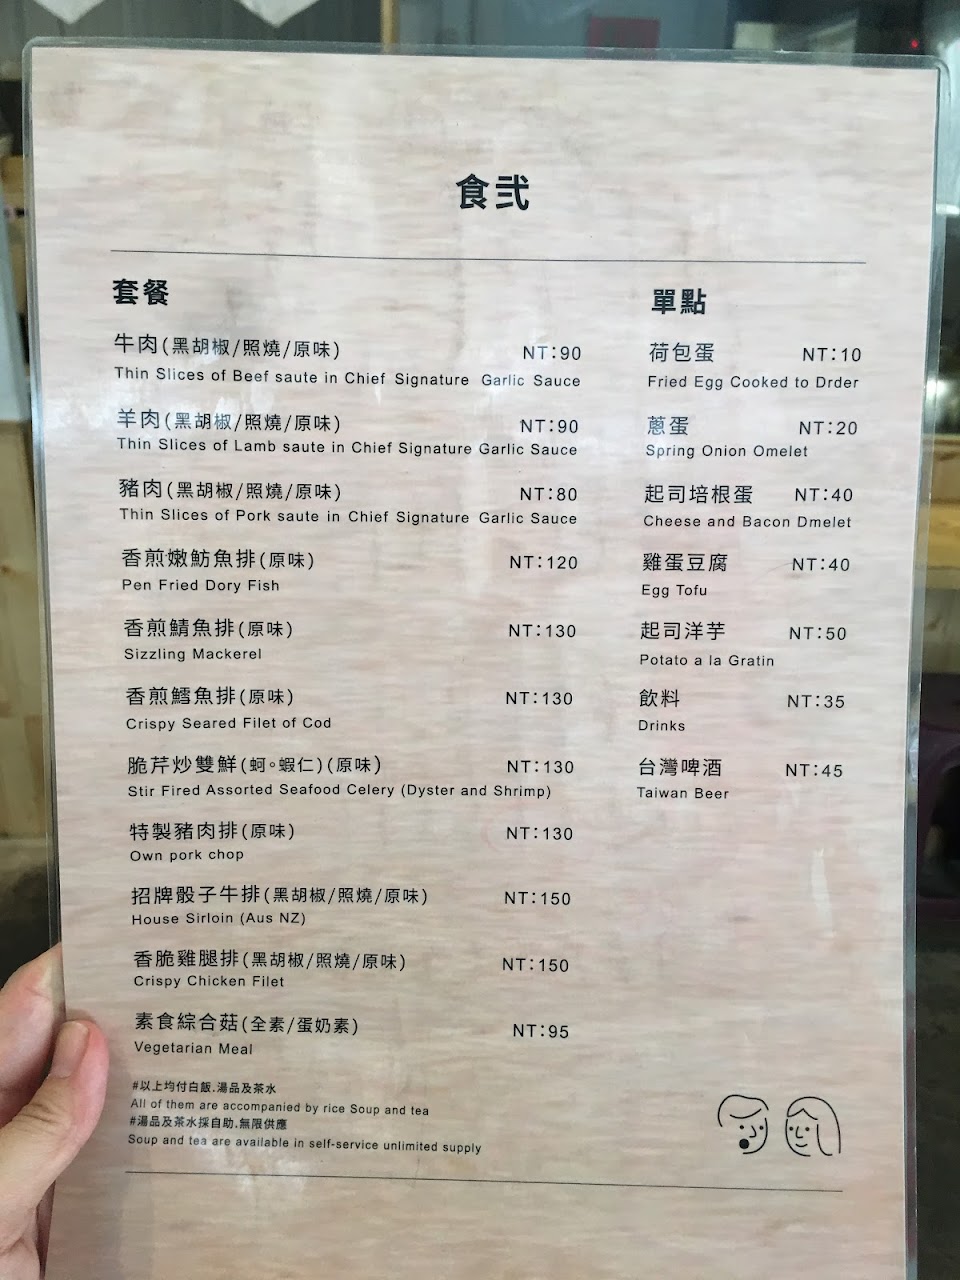 食弐
套餐
牛肉(黑胡椒/照燒/原味) NT:90
Thin Slices of Beef saute in Chief Signature Garlic Sauce
羊肉(黑胡椒/照燒/原味) NT:90
Thin Slices of Lamb saute in Chief Signature Garlic Sauce
豬肉(黑胡椒/照燒/原味) NT:80
Thin Slices of Pork saute in Chief Signature Garlic Sauce
香煎嫩魴魚排(原味) NT:120
Pen Fried Dory Fish
香煎鯖魚排(原味) NT:130
Sizzling Mackerel
香煎鱈魚排(原味) NT:130
Crispy Seared Filet of Cod
脆芹炒雙鮮(蚵。蝦仁)(原味) NT:130
Stir Fired Assorted Seafood Celery (Dyster and Shrimp)
特製豬肉排(原味) NT:130
Own pork chop
招牌骰子牛排(黑胡椒/照燒/原味) NT:150
House Sirloin (Aus NZ)
香脆雞腿排(黑胡椒/照燒/原味) NT:150
Crispy Chicken Filet
素食綜合菇(全素/蛋奶素) NT:95
Vegetarian Meal
#以上均付白飯.湯品及茶水
All of them are accompanied by rice Soup and tea
#湯品及茶水採自助.無限供應
Soup and tea are available in self-service unlimited supply
單點
荷包蛋 NT:10
Fried Egg Cooked to Drder
蔥蛋 NT:20
Spring Onion Omelet
起司培根蛋 NT:40
Cheese and Bacon Dmelet
雞蛋豆腐 NT:40
Egg Tofu
起司洋芋 NT:50
Potato a la Gratin
飲料 NT:35
Drinks
台灣啤酒 NT:45
Taiwan Beer